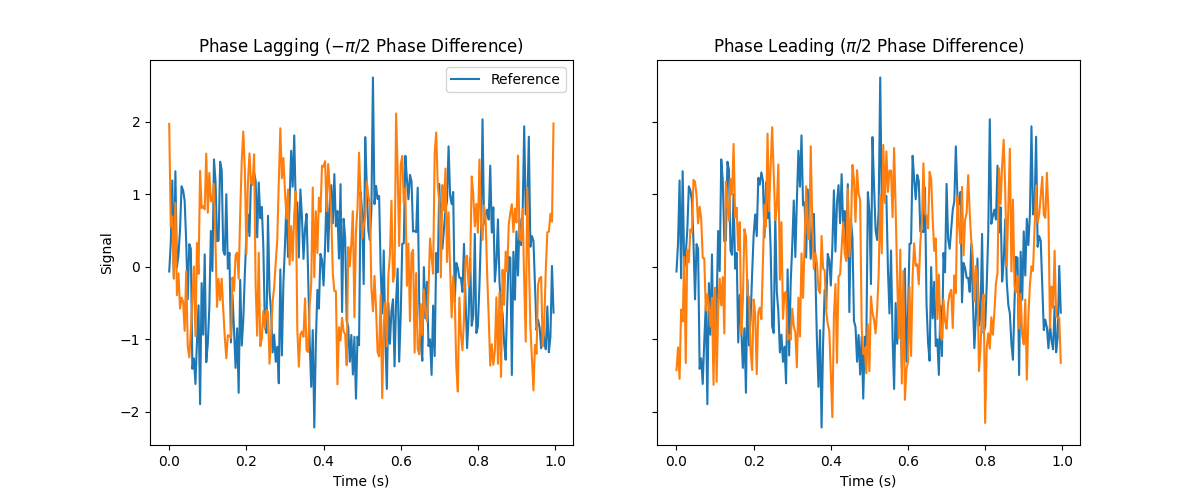 Phase Lagging (−π/2 Phase Difference)
Phase Leading (π/2 Phase Difference)
Reference
Signal
2
1
0
−1
−2
0.0 0.2 0.4 0.6 0.8 1.0
0.0 0.2 0.4 0.6 0.8 1.0
Time (s)
Time (s)